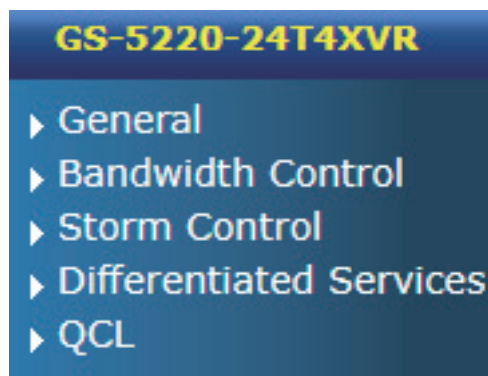 GS-5220-24T4XVR
General
Bandwidth Control
Storm Control
Differentiated Services
QCL